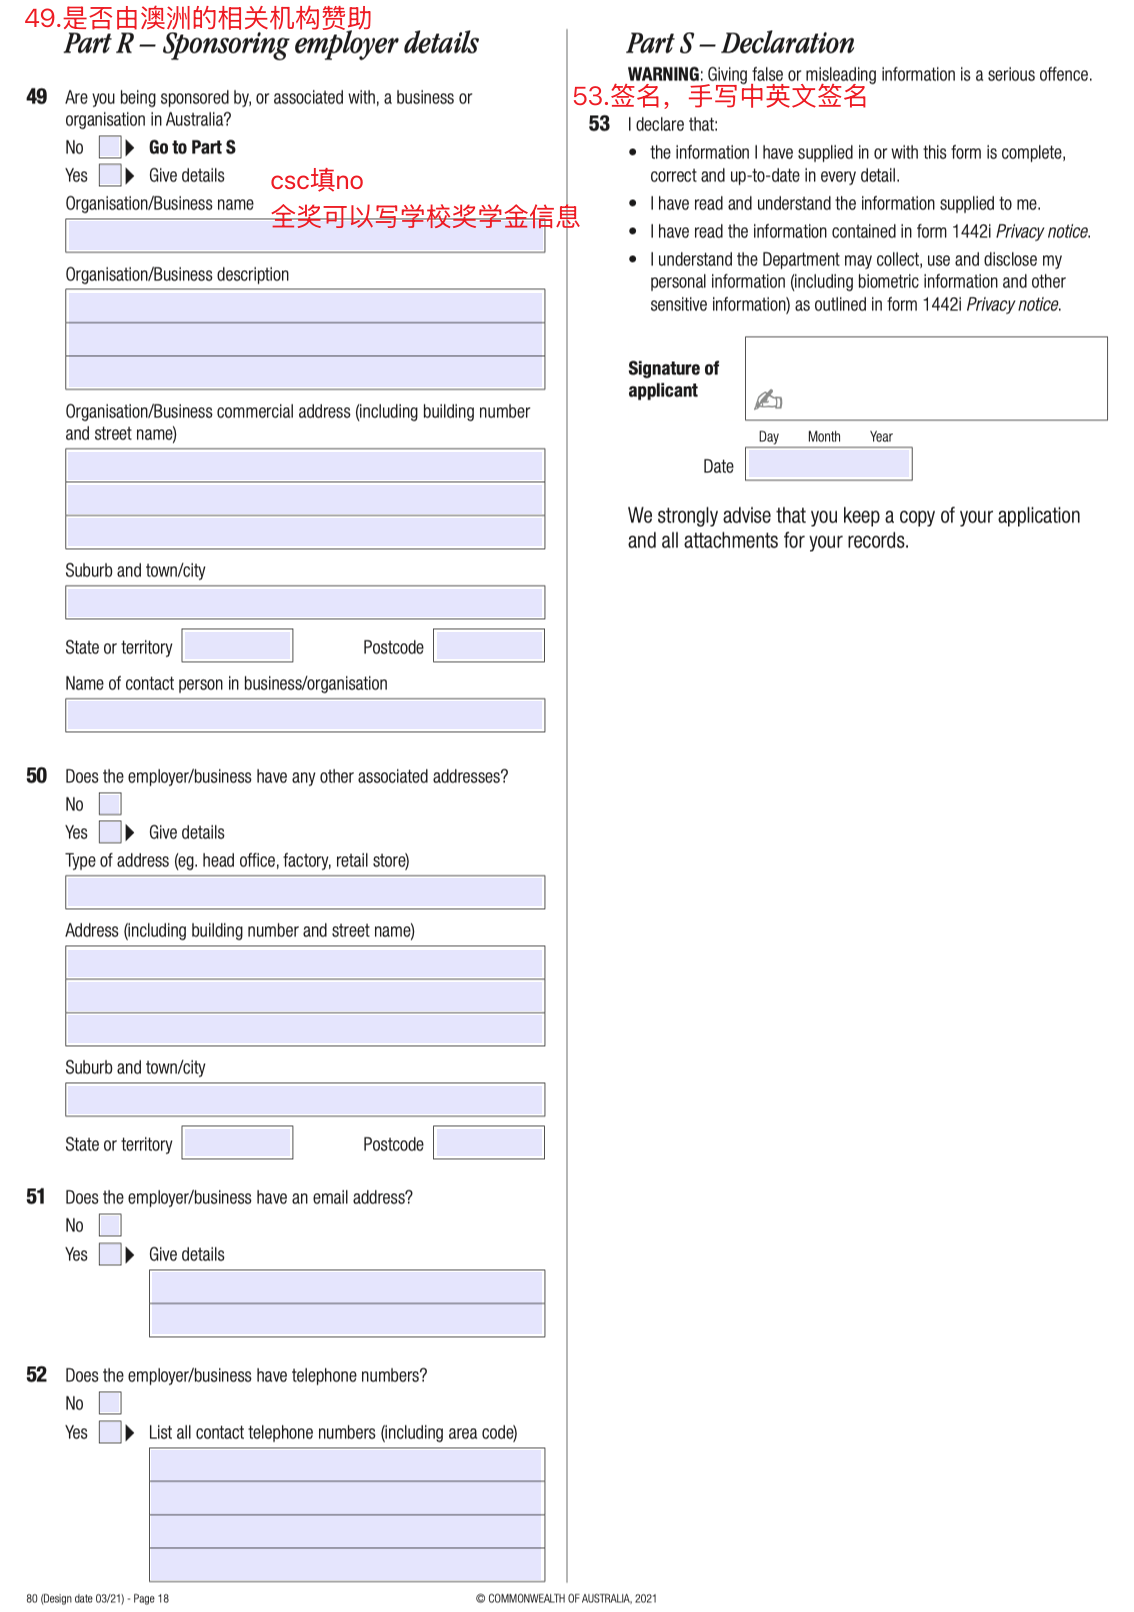 49.是否由澳洲的相关机构赞助
Part R – Sponsoring employer details
49 Are you being sponsored by, or associated with, a business or
organisation in Australia?
No Go to Part S
Yes Give details
csc填no
Organisation/Business name
全奖可以写学校奖学金信息
Organisation/Business description
Organisation/Business commercial address (including building number
and street name)
Suburb and town/city
State or territory Postcode
Name of contact person in business/organisation
50 Does the employer/business have any other associated addresses?
No
Yes Give details
Type of address (eg. head office, factory, retail store)
Address (including building number and street name)
Suburb and town/city
State or territory Postcode
51 Does the employer/business have an email address?
No
Yes Give details
52 Does the employer/business have telephone numbers?
No
Yes List all contact telephone numbers (including area code)
Part S – Declaration
WARNING: Giving false or misleading information is a serious offence.
53.签名，手写中英文签名
53 I declare that:
• the information I have supplied in or with this form is complete,
correct and up-to-date in every detail.
• I have read and understand the information supplied to me.
• I have read the information contained in form 1442i Privacy notice.
• I understand the Department may collect, use and disclose my
personal information (including biometric information and other
sensitive information) as outlined in form 1442i Privacy notice.
Signature of
applicant
Day Month Year
Date
We strongly advise that you keep a copy of your application
and all attachments for your records.
80 (Design date 03/21) - Page 18
© COMMONWEALTH OF AUSTRALIA, 2021